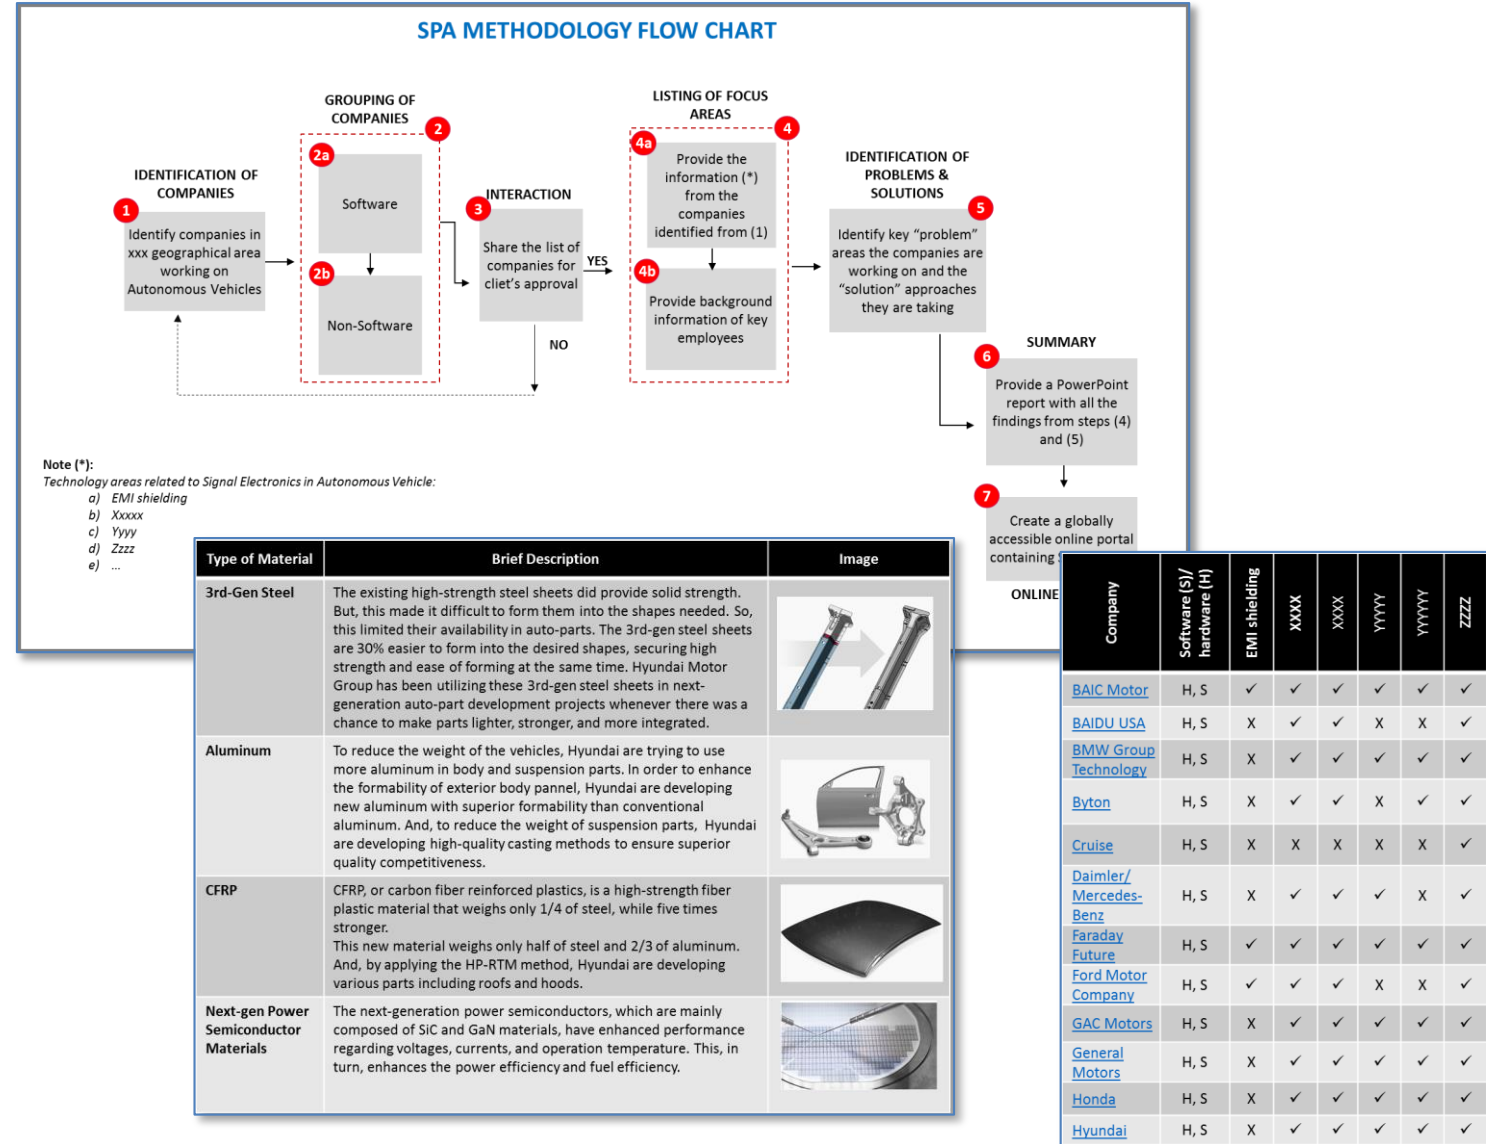 SPA METHODOLOGY FLOW CHART
IDENTIFICATION OF
COMPANIES
1
Identify companies in
xxx geographical area
working on
Autonomous Vehicles
GROUPING OF
COMPANIES
2
2a
Software
2b
Non-Software
INTERACTION
3
Share the list of
companies for
cliet's approval
YES
NO
LISTING OF FOCUS
AREAS
4
4a
Provide the
information (*)
from the
companies
identified from (1)
4b
Provide background
information of key
employees
IDENTIFICATION OF
PROBLEMS &
SOLUTIONS
5
Identify key “problem”
areas the companies are
working on and the
“solution” approaches
they are taking
SUMMARY
6
Provide a PowerPoint
report with all the
findings from steps (4)
and (5)
7
Create a globally
accessible online portal
containing
ONLINE
Note (*):
Technology areas related to Signal Electronics in Autonomous Vehicle:
a) EMI shielding
b) Xxxxx
c) Yyyy
d) Zzzz
e) ...
Type of Material Brief Description Image
3rd-Gen Steel
The existing high-strength steel sheets did provide solid strength.
But, this made it difficult to form them into the shapes needed. So,
this limited their availability in auto-parts. The 3rd-gen steel sheets
are 30% easier to form into the desired shapes, securing high
strength and ease of forming at the same time. Hyundai Motor
Group has been utilizing these 3rd-gen steel sheets in next-
generation auto-part development projects whenever there was a
chance to make parts lighter, stronger, and more integrated.
Aluminum
To reduce the weight of the vehicles, Hyundai are trying to use
more aluminum in body and suspension parts. In order to enhance
the formability of exterior body pannel, Hyundai are developing
new aluminum with superior formability than conventional
aluminum. And, to reduce the weight of suspension parts, Hyundai
are developing high-quality casting methods to ensure superior
quality competitiveness.
CFRP
CFRP, or carbon fiber reinforced plastics, is a high-strength fiber
plastic material that weighs only 1/4 of steel, while five times
stronger.
This new material weighs only half of steel and 2/3 of aluminum.
And, by applying the HP-RTM method, Hyundai are developing
various parts including roofs and hoods.
Next-gen Power
Semiconductor
Materials
The next-generation power semiconductors, which are mainly
composed of SiC and GaN materials, have enhanced performance
regarding voltages, currents, and operation temperature. This, in
turn, enhances the power efficiency and fuel efficiency.
Company
Software (S)/
hardware (H)
EMI shielding
XXXX
XXXX
YYYYY
YYYYYY
ZZZZ
BAIC Motor H, S ✓ ✓ ✓ ✓ ✓ ✓
BAIDU USA H, S X ✓ ✓ X X ✓
BMW Group
Technology H, S X ✓ ✓ ✓ ✓ ✓
Byton H, S X ✓ ✓ X ✓ ✓
Cruise H, S X X X X X ✓
Daimler/
Mercedes-
Benz H, S X ✓ ✓ ✓ X ✓
Faraday
Future H, S ✓ ✓ ✓ ✓ ✓ ✓
Ford Motor
Company H, S ✓ ✓ ✓ X X ✓
GAC Motors H, S X ✓ ✓ ✓ ✓ ✓
General
Motors H, S X ✓ ✓ ✓ ✓ ✓
Honda H, S X ✓ ✓ ✓ ✓ ✓
Hyundai H, S X ✓ ✓ ✓ ✓ ✓